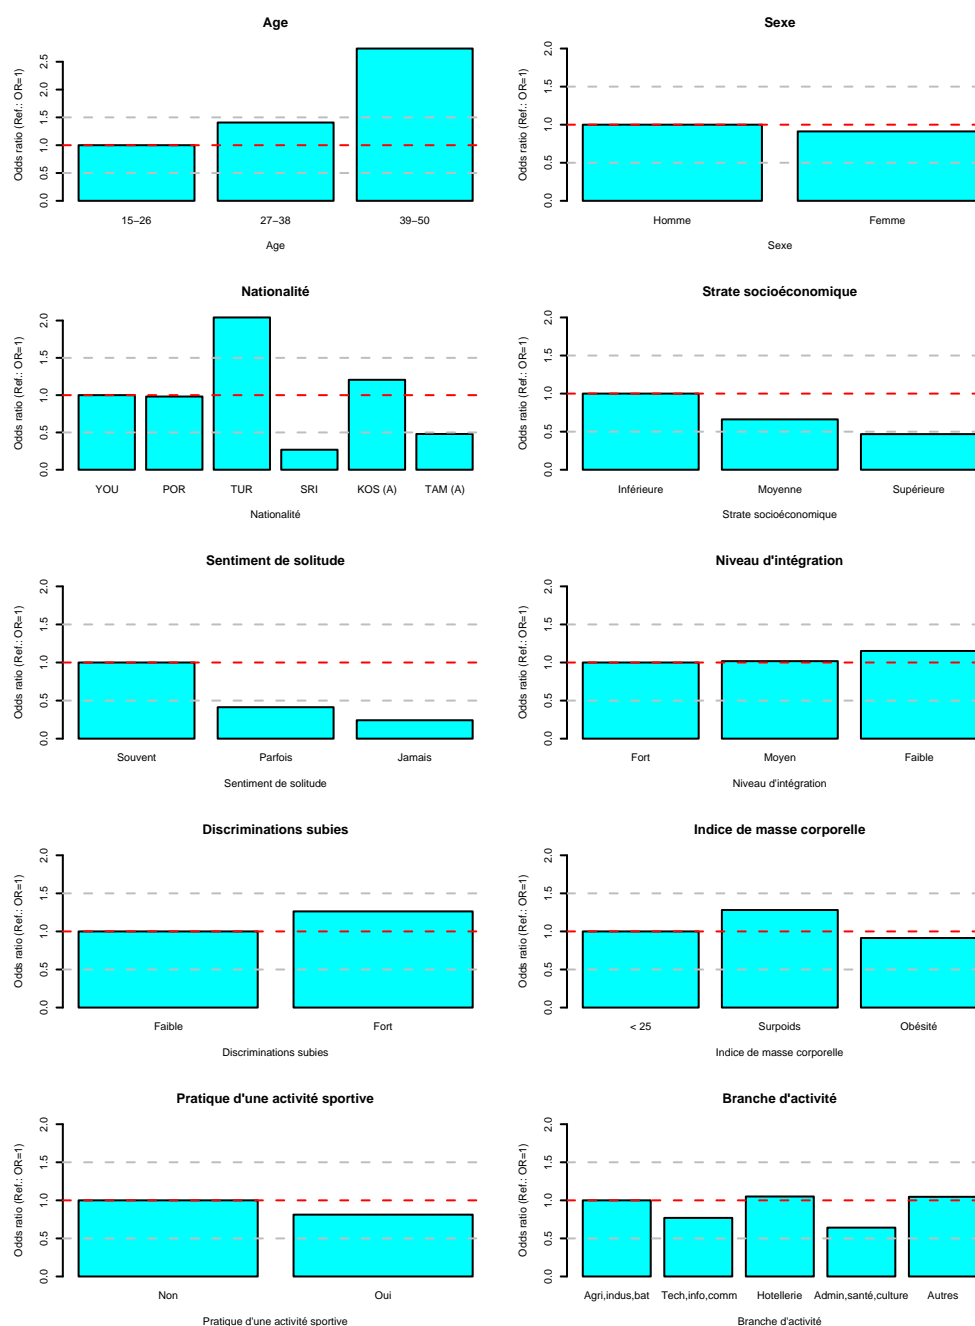 Age
Odds ratio (Ref.: OR=1)
0.0 0.5 1.0 1.5 2.0 2.5
15−26 27−38 39−50
Age
Sexe
Odds ratio (Ref.: OR=1)
0.0 0.5 1.0 1.5 2.0
Homme Femme
Sexe
Nationalité
Odds ratio (Ref.: OR=1)
0.0 0.5 1.0 1.5 2.0
YOU POR TUR SRI KOS (A) TAM (A)
Nationalité
Strate socioéconomique
Odds ratio (Ref.: OR=1)
0.0 0.5 1.0 1.5 2.0
Inférieure Moyenne Supérieure
Strate socioéconomique
Sentiment de solitude
Odds ratio (Ref.: OR=1)
0.0 0.5 1.0 1.5 2.0
Souvent Parfois Jamais
Sentiment de solitude
Niveau d'intégration
Odds ratio (Ref.: OR=1)
0.0 0.5 1.0 1.5 2.0
Fort Moyen Faible
Niveau d'intégration
Discriminations subies
Odds ratio (Ref.: OR=1)
0.0 0.5 1.0 1.5 2.0
Faible Fort
Discriminations subies
Indice de masse corporelle
Odds ratio (Ref.: OR=1)
0.0 0.5 1.0 1.5 2.0
< 25 Surpoids Obésité
Indice de masse corporelle
Pratique d'une activité sportive
Odds ratio (Ref.: OR=1)
0.0 0.5 1.0 1.5 2.0
Non Oui
Pratique d'une activité sportive
Branche d'activité
Odds ratio (Ref.: OR=1)
0.0 0.5 1.0 1.5 2.0
Agri,indus,bat Tech,info,comm Hotellerie Admin,santé,culture Autres
Branche d'activité